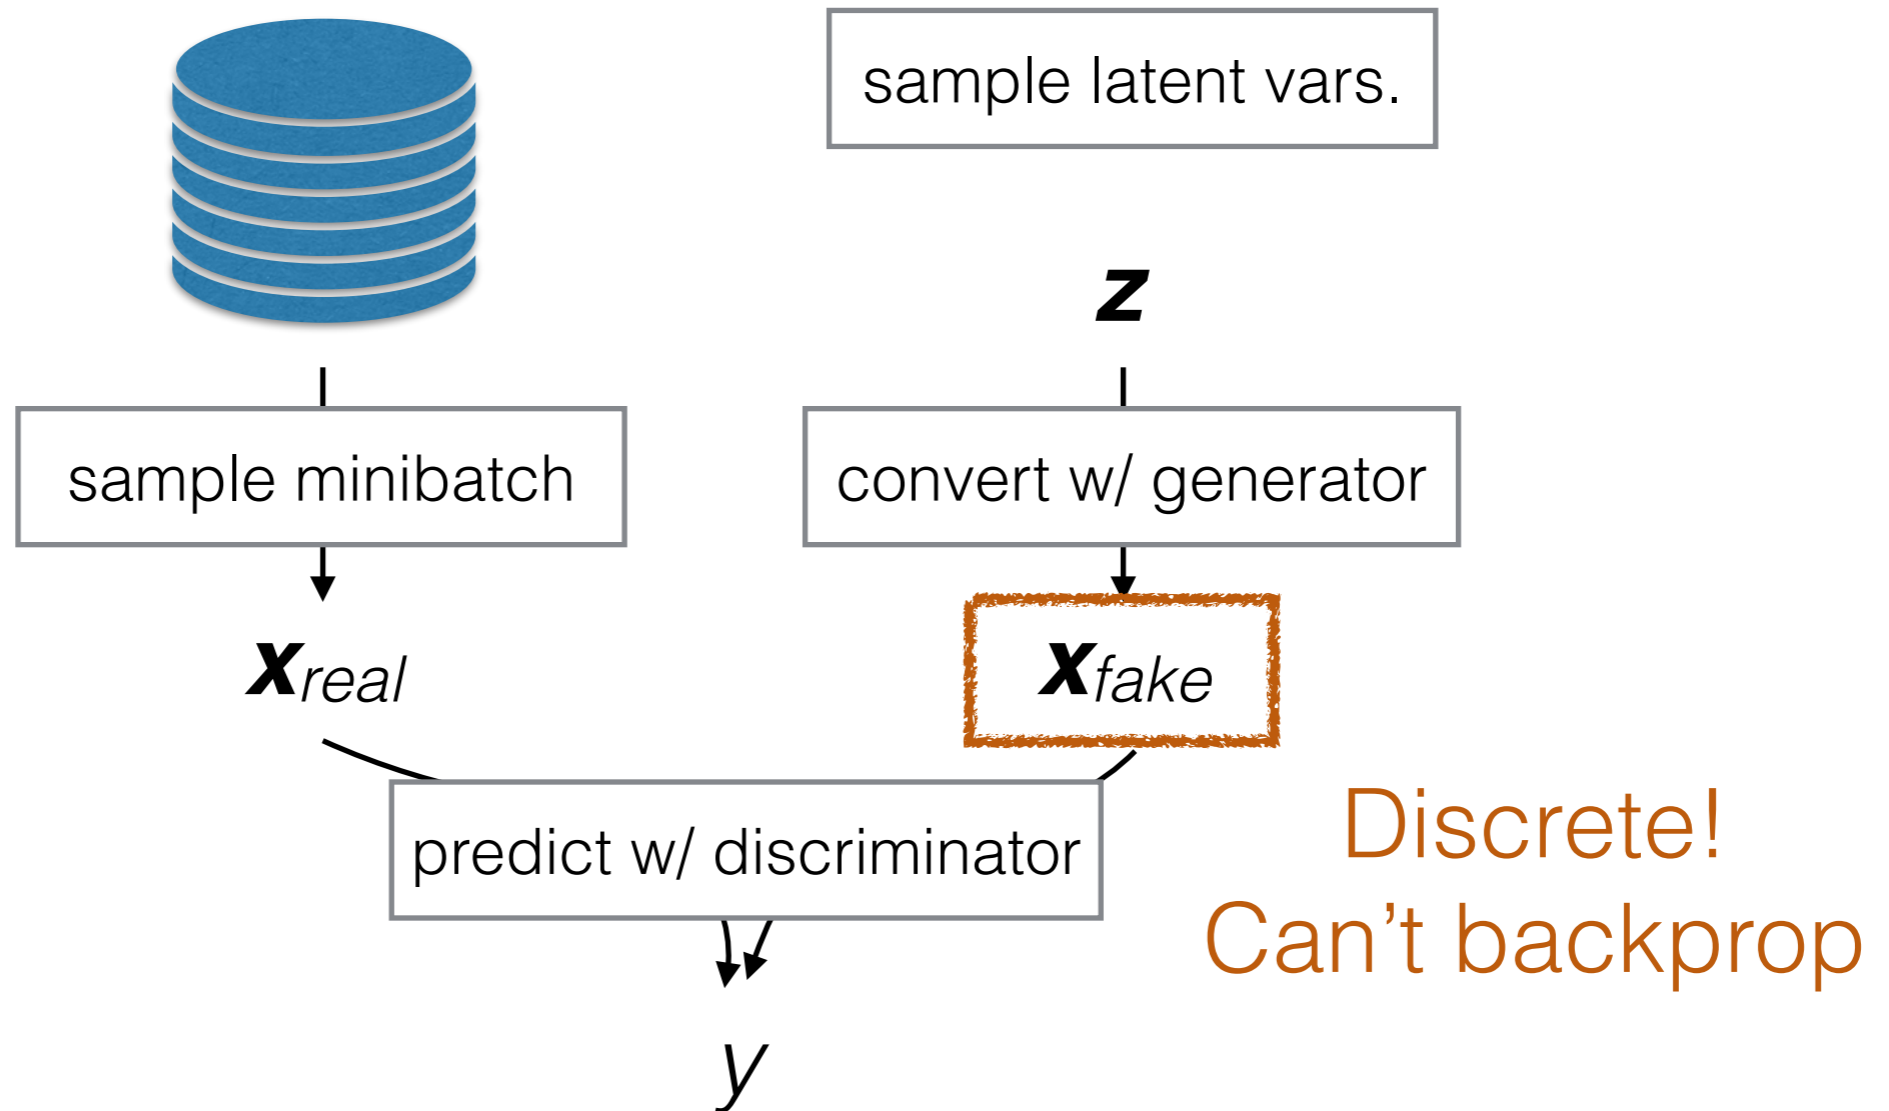 sample latent vars.
z
sample minibatch
convert w/ generator
xreal
xfake
predict w/ discriminator
Discrete!
Can't backprop
y